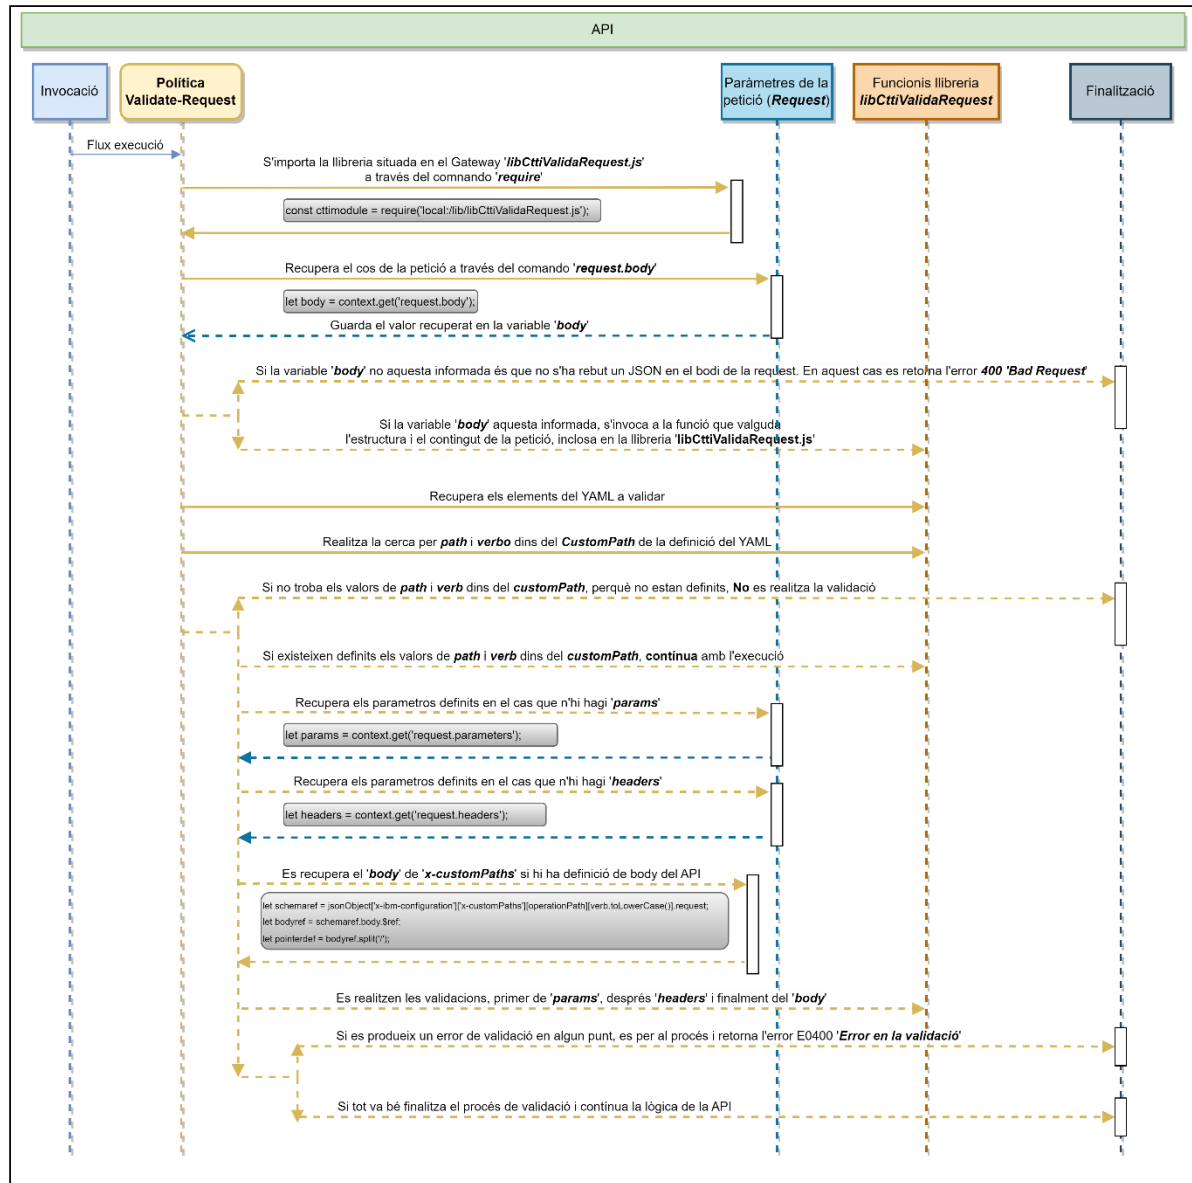 API
Invocació
Política
Validate-Request
Paràmetres de la
petició (Request)
Funcionis llibreria
libCttiValidaRequest
Finalització
Flux execució
S'importa la llibreria situada en el Gateway 'libCttiValidaRequest.js'
a través del comnando 'require'
const cttimodule = require('local:/lib/libCttiValidaRequest.js');
Recupera el cos de la petició a través del comando 'request.body'
let body = context.get('request.body');
Guarda el valor recuperat en la variable 'body'
Si la variable 'body' no aquesta informada és que no s'ha rebut un JSON en el bodi de la request. En aquest cas es retorna l'error 400 'Bad Request'
Si la variable 'body' aquesta informada, s'invoca a la funció que valguda
l'estructura i el contingut de la petició, inclosa en la llibreria 'libCttiValidaRequest.js'
Recupera els elements del YAML a validar
Realitza la cerca per path i verbo dins del CustomPath de la definició del YAML
Si no troba els valors de path i verb dins del customPath, perquè no estan definits, No es realitza la validació
Si existeixen definits els valors de path i verb dins del customPath, contínua amb l'execució
Recupera els parametros definits en el cas que n'hi hagi 'params'
let params = context.get('request.parameters');
Recupera els parametros definits en el cas que n'hi hagi 'headers'
let headers = context.get('request.headers');
Es recupera el 'body' de 'x-customPaths' si hi ha definició de body del API
let schemaref = jsonObject['x-ibm-configuration']['x-customPaths'][operationPath][verb.toLowerCase()].request;
let bodyref = schemaref.body.$ref;
let pointerdef = bodyref.split('/');
Es realitzen les validacions, primer de 'params', després 'headers' i finalment del 'body'
Si es produeix un error de validació en algun punt, es per al procés i retorna l'error E0400 'Error en la validació'
Si tot va bé finalitza el procés de validació i contínua la lògica de la API